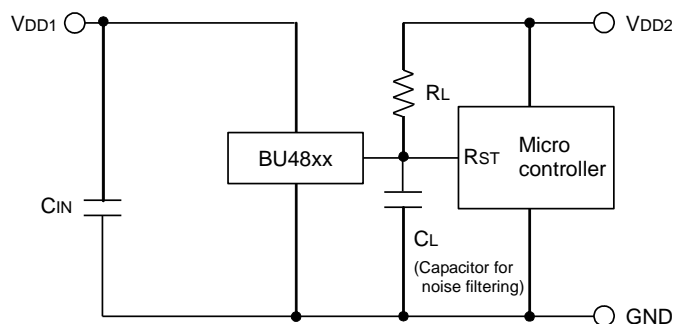 VDD1
VDD2
RL
BU48xx
RST
Micro
controller
CIN
CL
(Capacitor for
noise filtering)
GND